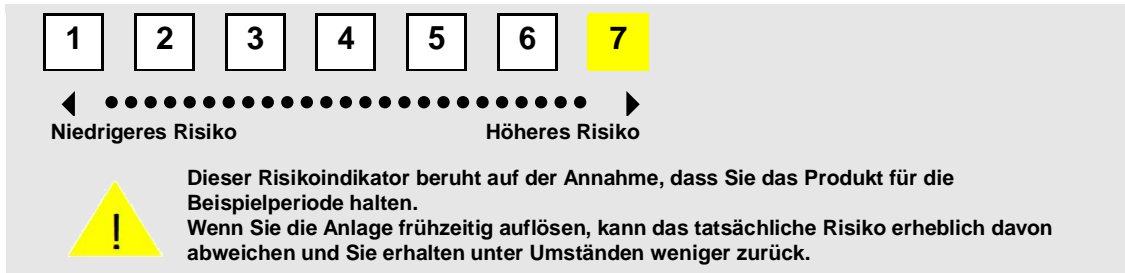 1 2 3 4 5 6 7
Niedrigeres Risiko Höheres Risiko
Dieser Risikoindikator beruht auf der Annahme, dass Sie das Produkt für die
Beispielperiode halten.
! Wenn Sie die Anlage frühzeitig auflösen, kann das tatsächliche Risiko erheblich davon
abweichen und Sie erhalten unter Umständen weniger zurück.